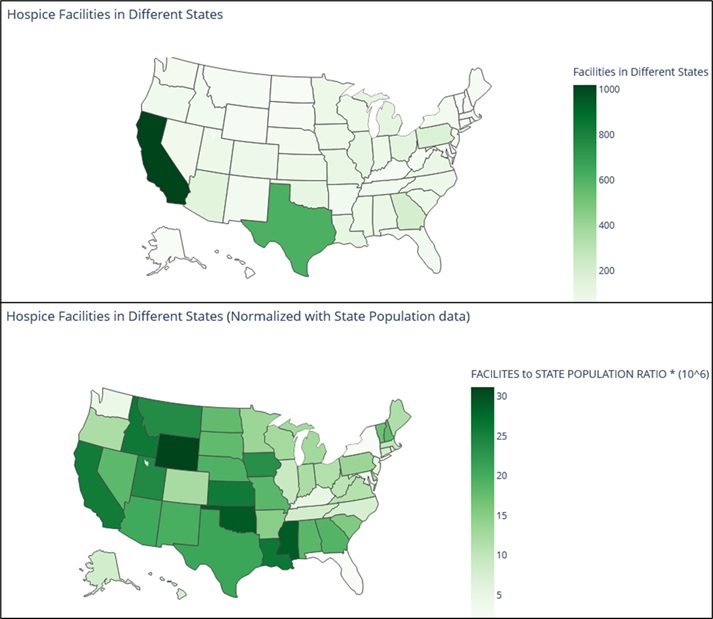 Hospice Facilities in Different States
Facilities in Different States
1000
800
600
400
200
Hospice Facilities in Different States (Normalized with State Population data)
FACILITES to STATE POPULATION RATIO * (10^6)
30
25
20
15
10
5